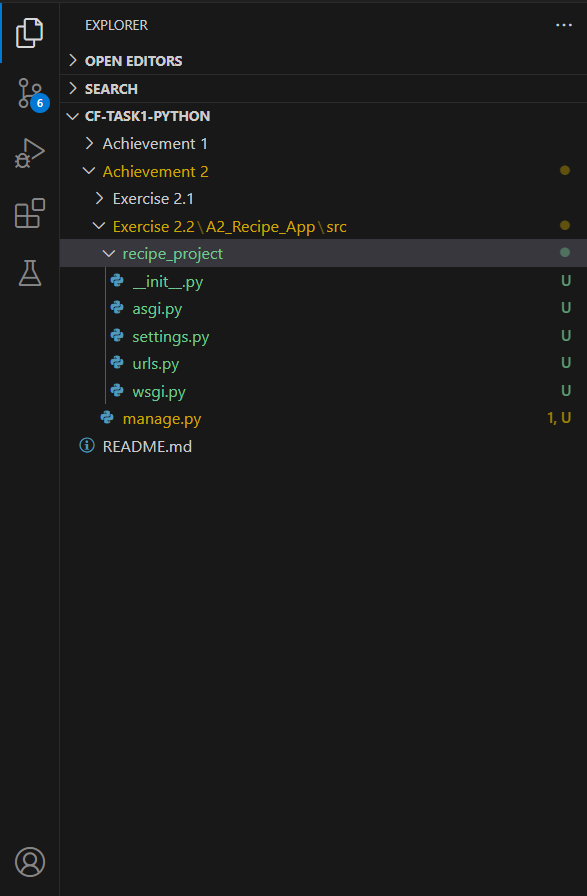 EXPLORER ...
OPEN EDITORS
SEARCH
CF-TASK1-PYTHON
Achievement 1
Achievement 2
Exercise 2.1
Exercise 2.2\A2_Recipe_App\src
recipe_project
__init__.py U
asgi.py U
settings.py U
urls.py U
wsgi.py U
manage.py 1, U
README.md
6